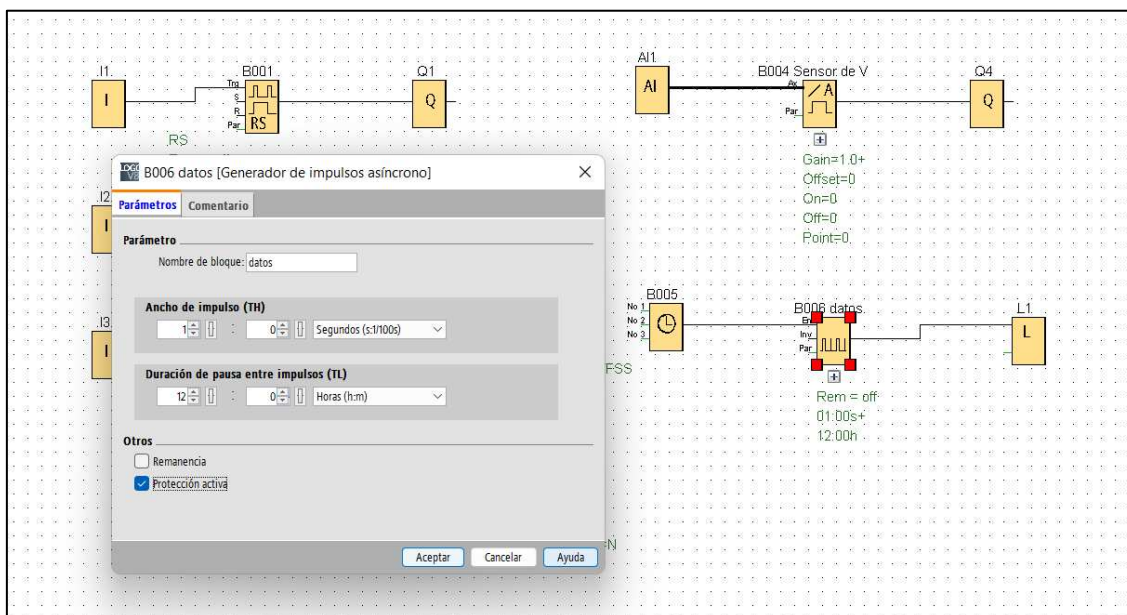 I1
B001
Q1
AI1
B004 Sensor de V
Q4
I
Trg
S
R
Par
RS
Q
AI
Ax
Par
/A
Q
RS
Gain=1.0+
Offset=0
On=0
Off=0
Point=0
B006 datos [Generador de impulsos asíncrono]
I2
I
Parámetros
Comentario
Parámetro
Nombre de bloque: datos
Ancho de impulso (TH)
1 : 0 Segundos (s:1/100s)
Duración de pausa entre impulsos (TL)
12 : 0 Horas (h:m)
Otros
Remanencia
Protección activa
Aceptar
Cancelar
Ayuda
I3
I
B005
No 1
No 2
No 3
B006 datos
En
Inv
Par
L1
L
FSS
Rem = off
01:00s+
12:00h
=N